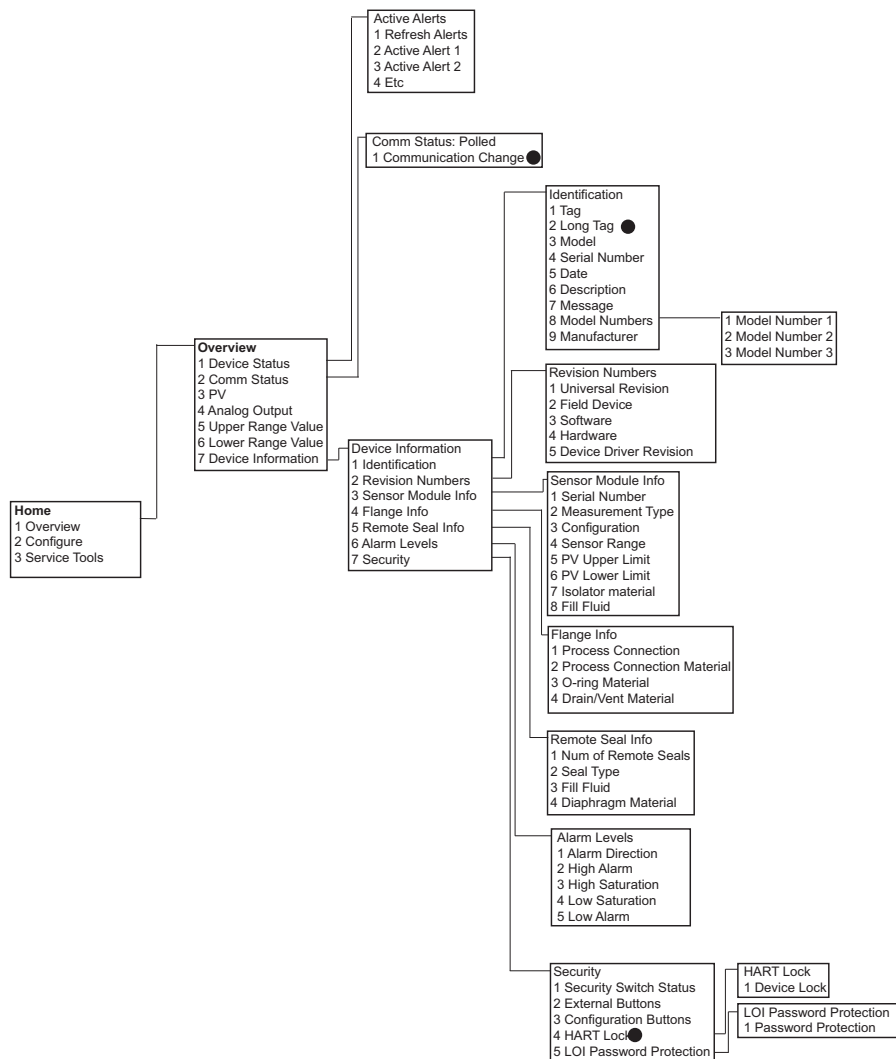 Active Alerts
1 Refresh Alerts
2 Active Alert 1
3 Active Alert 2
4 Etc
Comm Status: Polled
1 Communication Change
Identification
1 Tag
2 Long Tag
3 Model
4 Serial Number
5 Date
6 Description
7 Message
8 Model Numbers
9 Manufacturer
1 Model Number 1
2 Model Number 2
3 Model Number 3
Overview
1 Device Status
2 Comm Status
3 PV
4 Analog Output
5 Upper Range Value
6 Lower Range Value
7 Device Information
Revision Numbers
1 Universal Revision
2 Field Device
3 Software
4 Hardware
5 Device Driver Revision
Device Information
1 Identification
2 Revision Numbers
3 Sensor Module Info
4 Flange Info
5 Remote Seal Info
6 Alarm Levels
7 Security
Home
1 Overview
2 Configure
3 Service Tools
Sensor Module Info
1 Serial Number
2 Measurement Type
3 Configuration
4 Sensor Range
5 PV Upper Limit
6 PV Lower Limit
7 Isolator material
8 Fill Fluid
Flange Info
1 Process Connection
2 Process Connection Material
3 O-ring Material
4 Drain/Vent Material
Remote Seal Info
1 Num of Remote Seals
2 Seal Type
3 Fill Fluid
4 Diaphragm Material
Alarm Levels
1 Alarm Direction
2 High Alarm
3 High Saturation
4 Low Saturation
5 Low Alarm
Security
1 Security Switch Status
2 External Buttons
3 Configuration Buttons
4 HART Lock
5 LOI Password Protection
HART Lock
1 Device Lock
LOI Password Protection
1 Password Protection